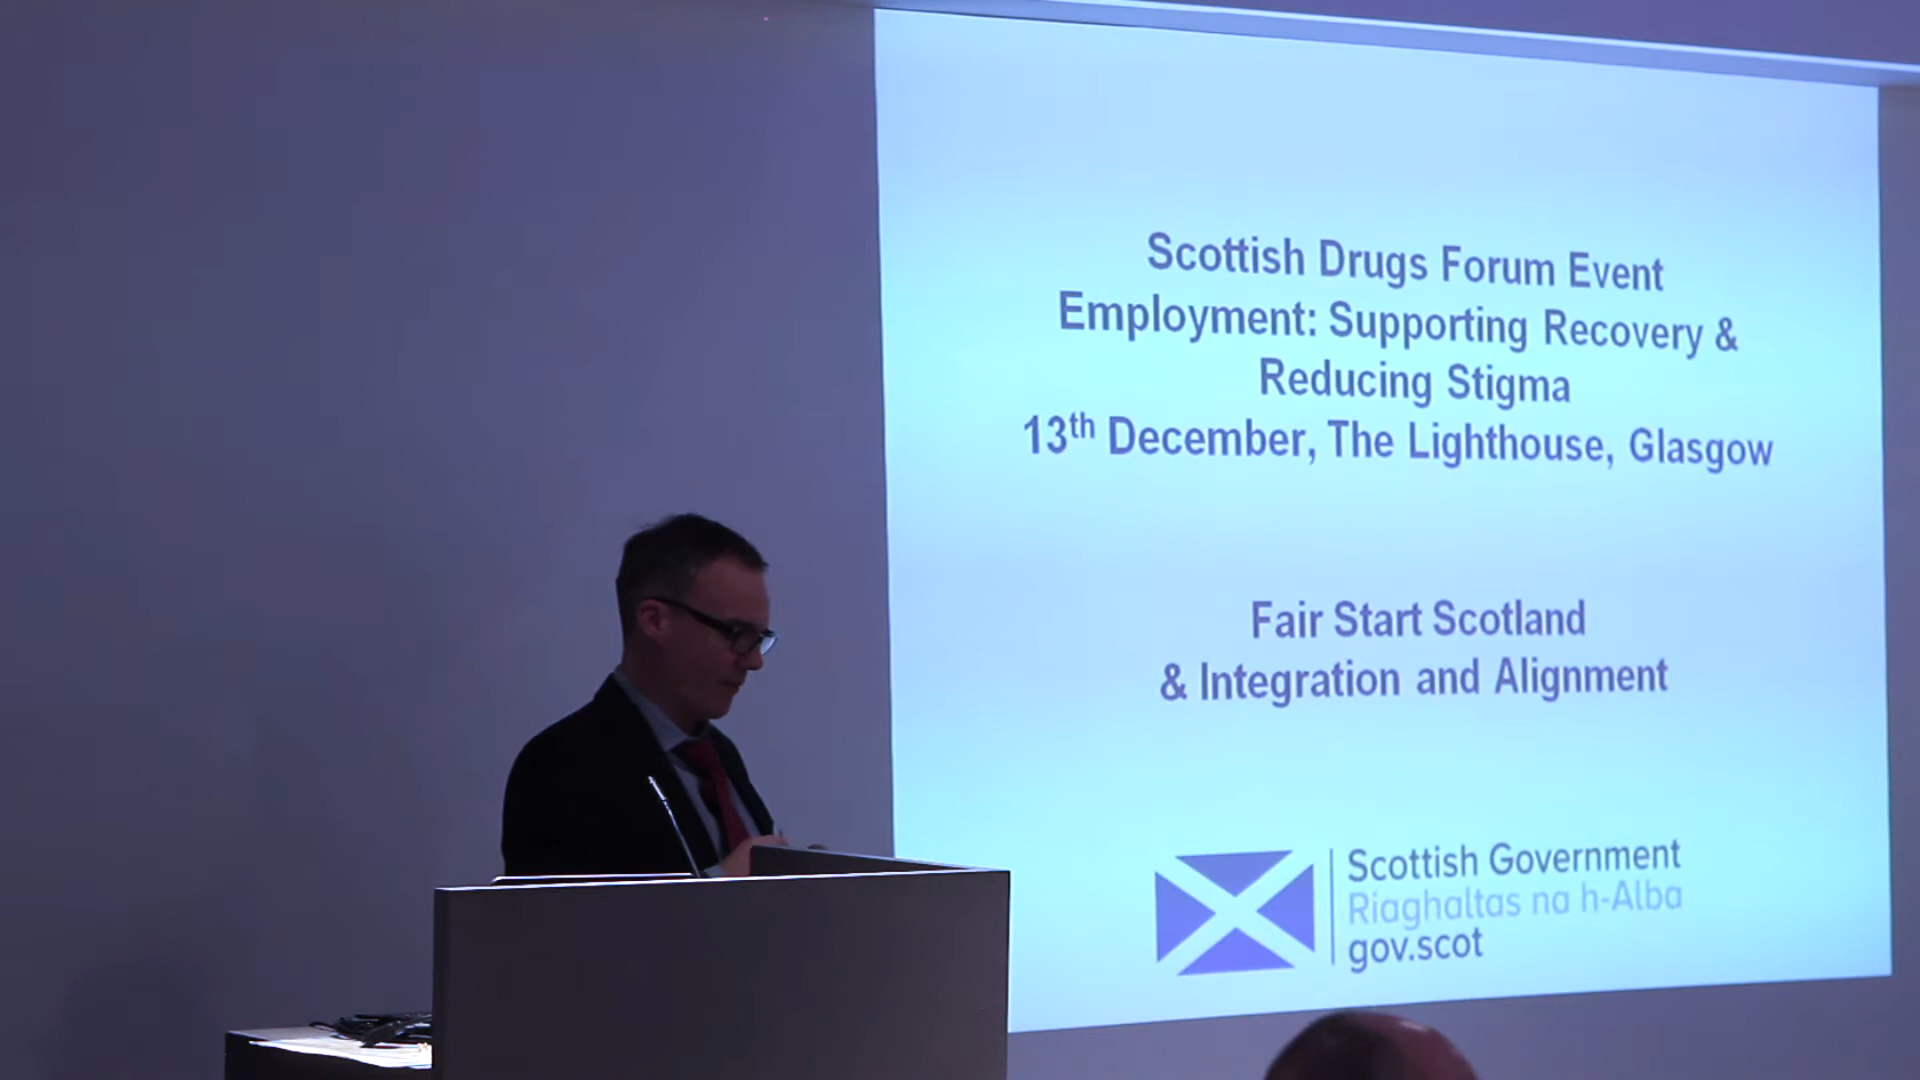 Scottish Drugs Forum Event
Employment: Supporting Recovery &
Reducing Stigma
13th December, The Lighthouse, Glasgow
Fair Start Scotland
& Integration and Alignment
Scottish Government
Riaghaltas na h-Alba
gov.scot